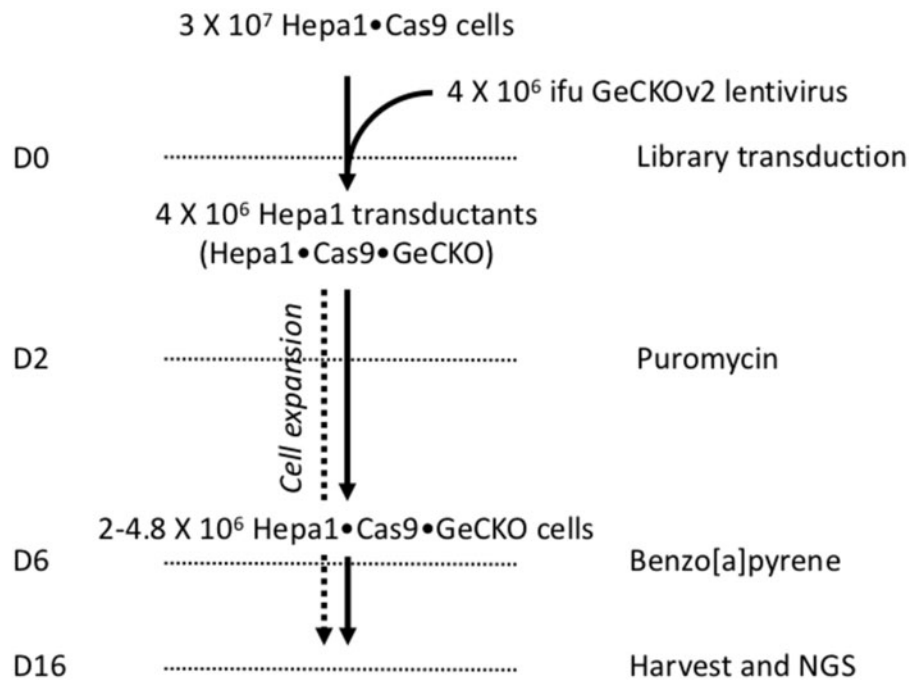 3 X 10⁷ Hepa1•Cas9 cells
4 X 10⁶ ifu GeCKOv2 lentivirus
D0
Library transduction
4 X 10⁶ Hepa1 transductants
(Hepa1•Cas9•GeCKO)
Cell expansion
D2
Puromycin
2-4.8 X 10⁶ Hepa1•Cas9•GeCKO cells
D6
Benzo[a]pyrene
D16
Harvest and NGS